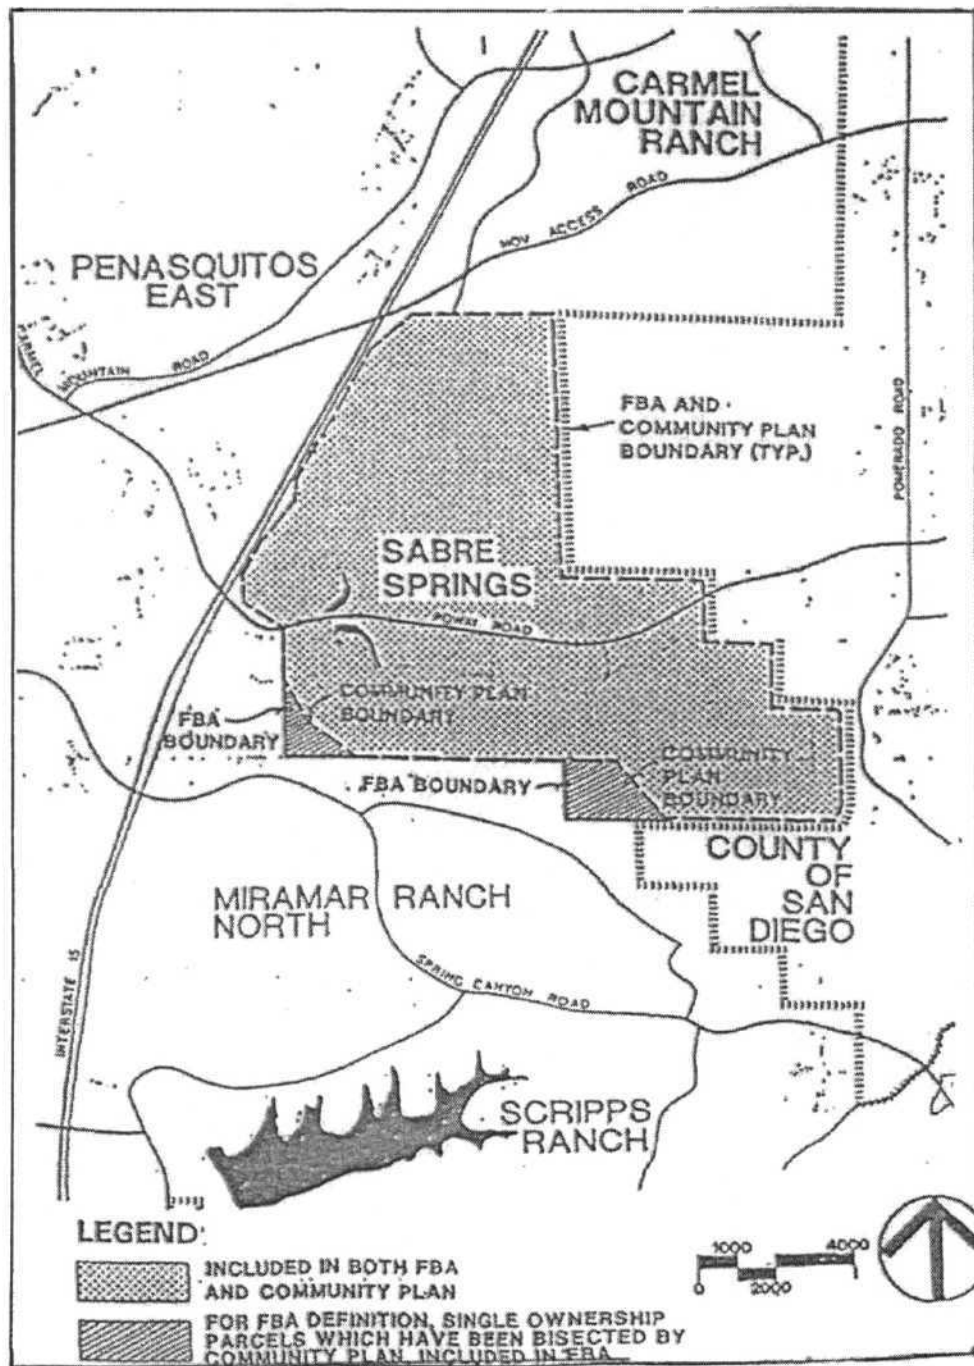 CARMEL
MOUNTAIN
RANCH
HOV ACCESS ROAD
PENASQUITOS
EAST
CARMEL
MOUNTAIN ROAD
FBA AND
COMMUNITY PLAN
BOUNDARY (TYP.)
POMERADO ROAD
SABRE
SPRINGS
POWAY ROAD
COMMUNITY PLAN
BOUNDARY
FBA
BOUNDARY
FBA BOUNDARY
COMMUNITY
PLAN
BOUNDARY
COUNTY
OF
SAN
DIEGO
MIRAMAR RANCH
NORTH
SPRING CANYON ROAD
INTERSTATE 15
SCRIPPS
RANCH
LEGEND:
INCLUDED IN BOTH FBA
AND COMMUNITY PLAN
FOR FBA DEFINITION, SINGLE OWNERSHIP
PARCELS WHICH HAVE BEEN BISECTED BY
COMMUNITY PLAN, INCLUDED IN FBA
1000 4000
0 2000